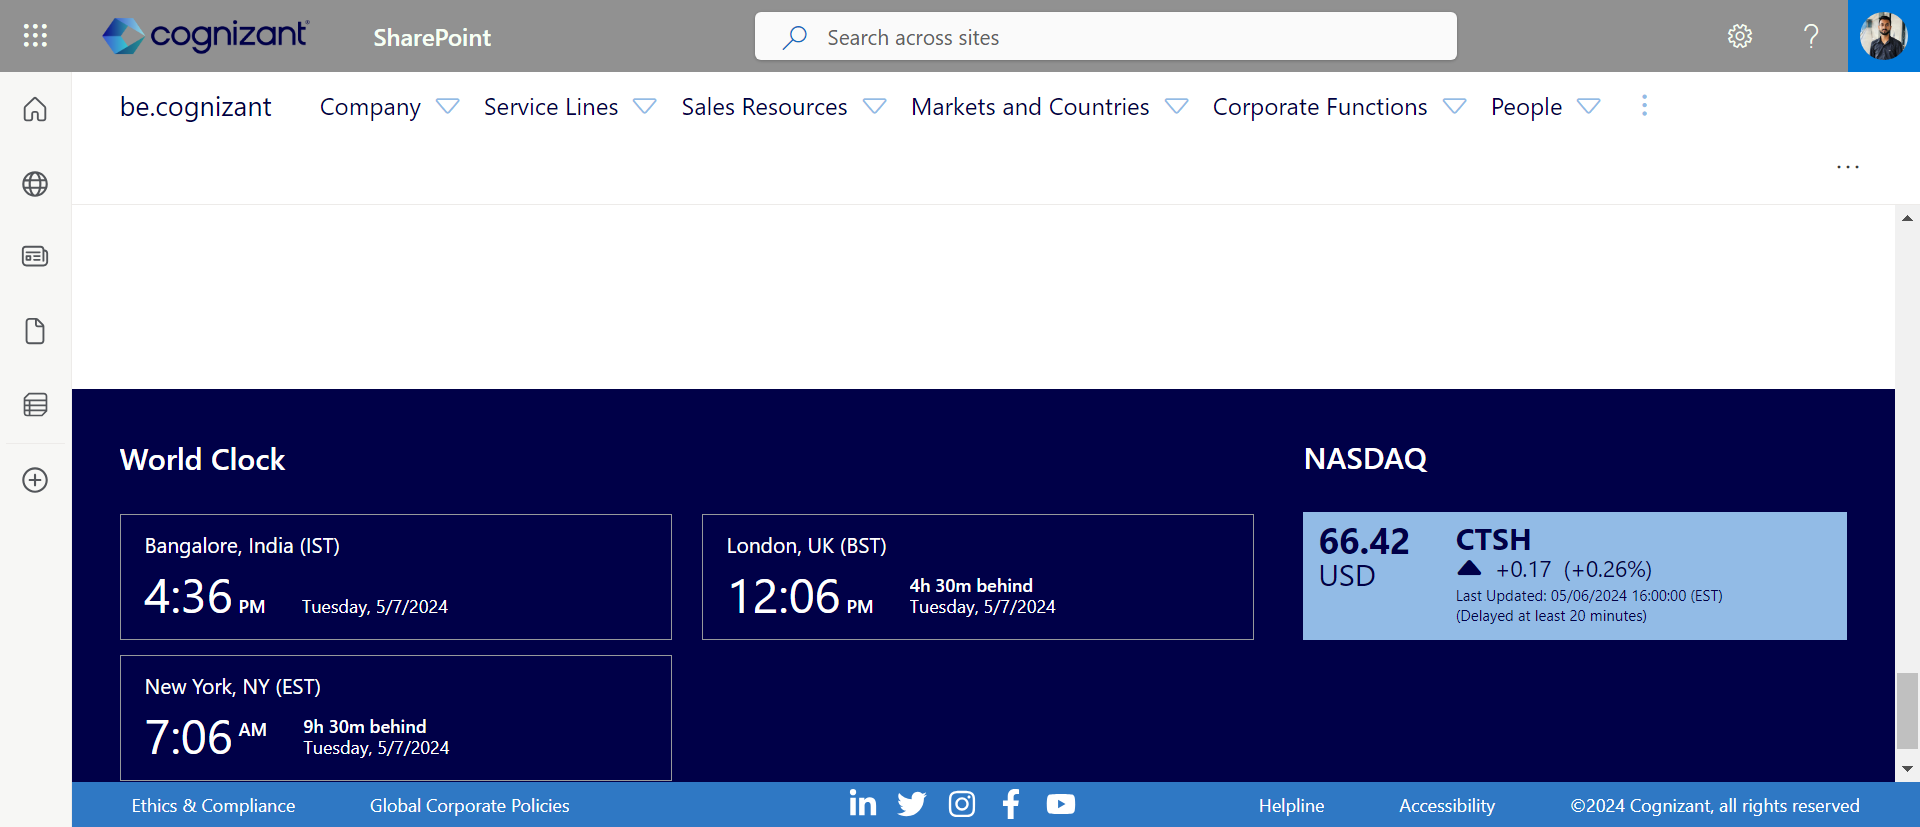 cognizant
SharePoint
Search across sites
be.cognizant
Company
Service Lines
Sales Resources
Markets and Countries
Corporate Functions
People
World Clock
NASDAQ
Bangalore, India (IST)
4:36 PM
Tuesday, 5/7/2024
London, UK (BST)
12:06 PM
4h 30m behind
Tuesday, 5/7/2024
66.42
USD
CTSH
+0.17 (+0.26%)
Last Updated: 05/06/2024 16:00:00 (EST)
(Delayed at least 20 minutes)
New York, NY (EST)
7:06 AM
9h 30m behind
Tuesday, 5/7/2024
Ethics & Compliance
Global Corporate Policies
Helpline
Accessibility
©2024 Cognizant, all rights reserved